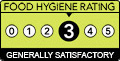 FOOD HYGIENE RATING
0 1 2 3 4 5
GENERALLY SATISFACTORY